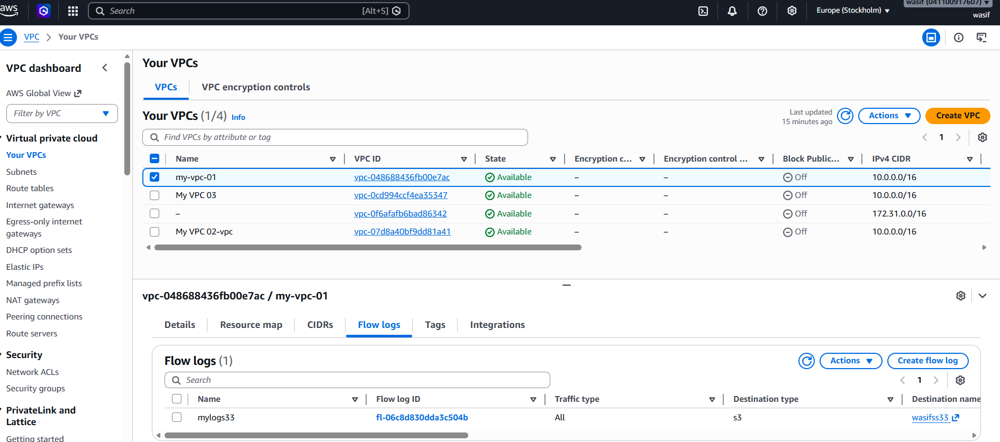 aws
Search [Alt+S]
Europe (Stockholm)
wasif (041100917607)
wasif
VPC Your VPCs
VPC dashboard
AWS Global View
Filter by VPC
Virtual private cloud
Your VPCs
Subnets
Route tables
Internet gateways
Egress-only internet
gateways
DHCP option sets
Elastic IPs
Managed prefix lists
NAT gateways
Peering connections
Route servers
Security
Network ACLs
Security groups
PrivateLink and
Lattice
Getting started
Your VPCs
VPCs VPC encryption controls
Your VPCs (1/4) Info
Last updated
15 minutes ago
Actions
Create VPC
Find VPCs by attribute or tag
1
Name VPC ID State Encryption c... Encryption control ... Block Public... IPv4 CIDR
my-vpc-01 vpc-048688436fb00e7ac Available – – Off 10.0.0.0/16
My VPC 03 vpc-0cd994ccf4ea35347 Available – – Off 10.0.0.0/16
– vpc-0f6afafb6bad86342 Available – – Off 172.31.0.0/16
My VPC 02-vpc vpc-07d8a40bf9dd81a41 Available – – Off 10.0.0.0/16
vpc-048688436fb00e7ac / my-vpc-01
Details Resource map CIDRs Flow logs Tags Integrations
Flow logs (1)
Actions
Create flow log
Search
1
Name Flow log ID Traffic type Destination type Destination name
mylogs33 fl-06c8d830dda3c504b All s3 wasifss33